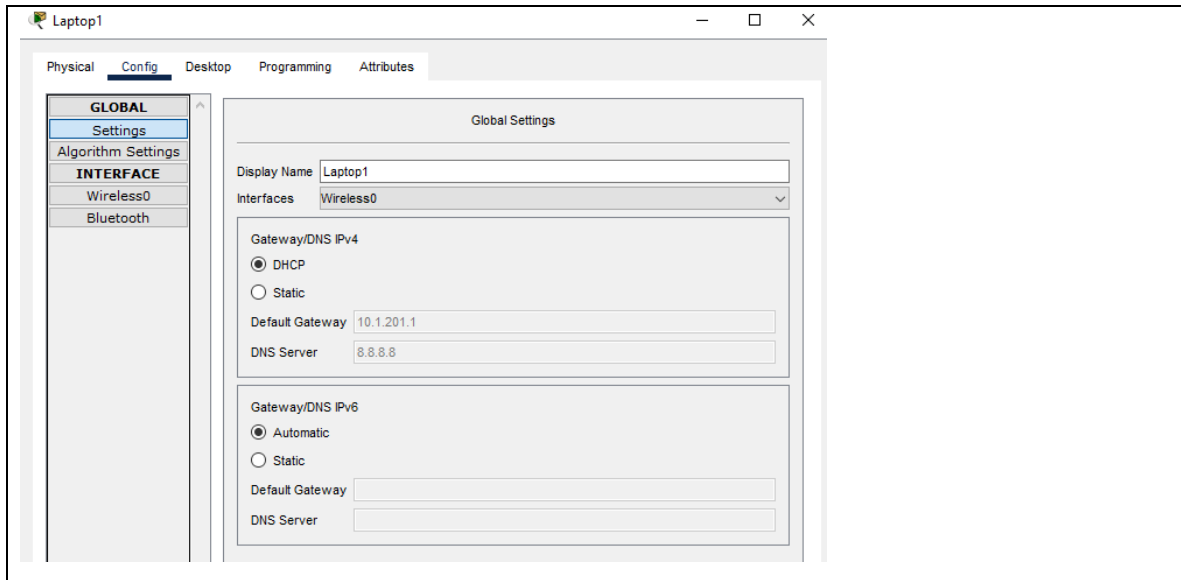 Laptop1
Physical Config Desktop Programming Attributes
GLOBAL
Settings
Algorithm Settings
INTERFACE
Wireless0
Bluetooth
Global Settings
Display Name Laptop1
Interfaces Wireless0
Gateway/DNS IPv4
DHCP
Static
Default Gateway 10.1.201.1
DNS Server 8.8.8.8
Gateway/DNS IPv6
Automatic
Static
Default Gateway
DNS Server